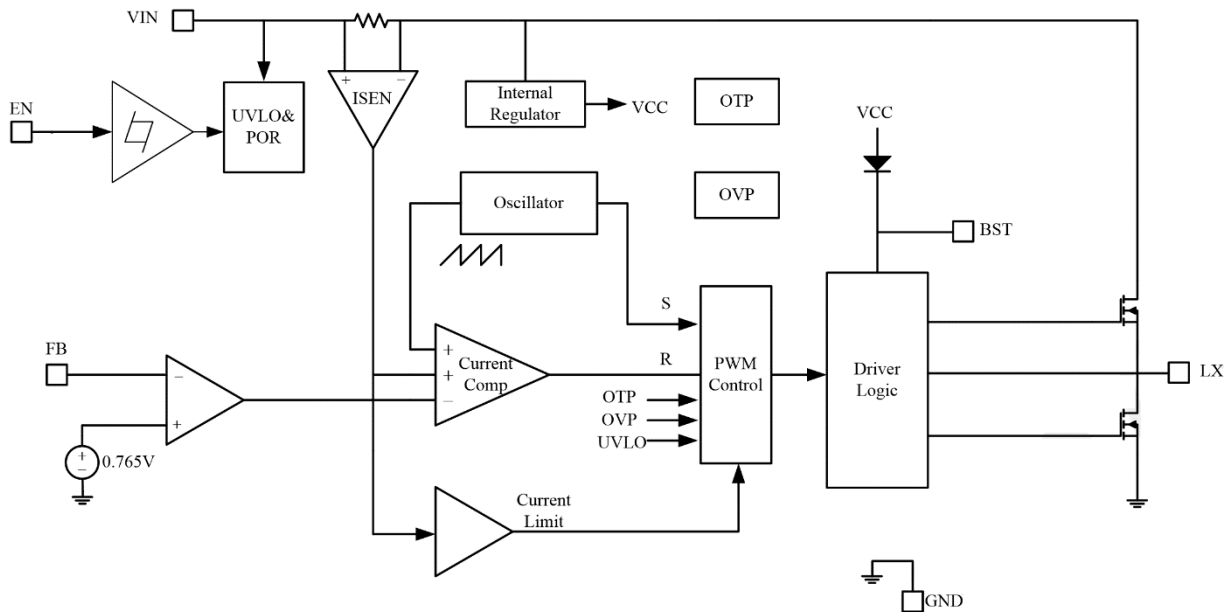 VIN
EN
UVLO&
POR
+ −
ISEN
Internal
Regulator
VCC
OTP
OVP
VCC
BST
Oscillator
S
R
FB
−
+
+
−
0.765V
+
+
−
Current
Comp
OTP
OVP
UVLO
PWM
Control
Driver
Logic
LX
Current
Limit
GND